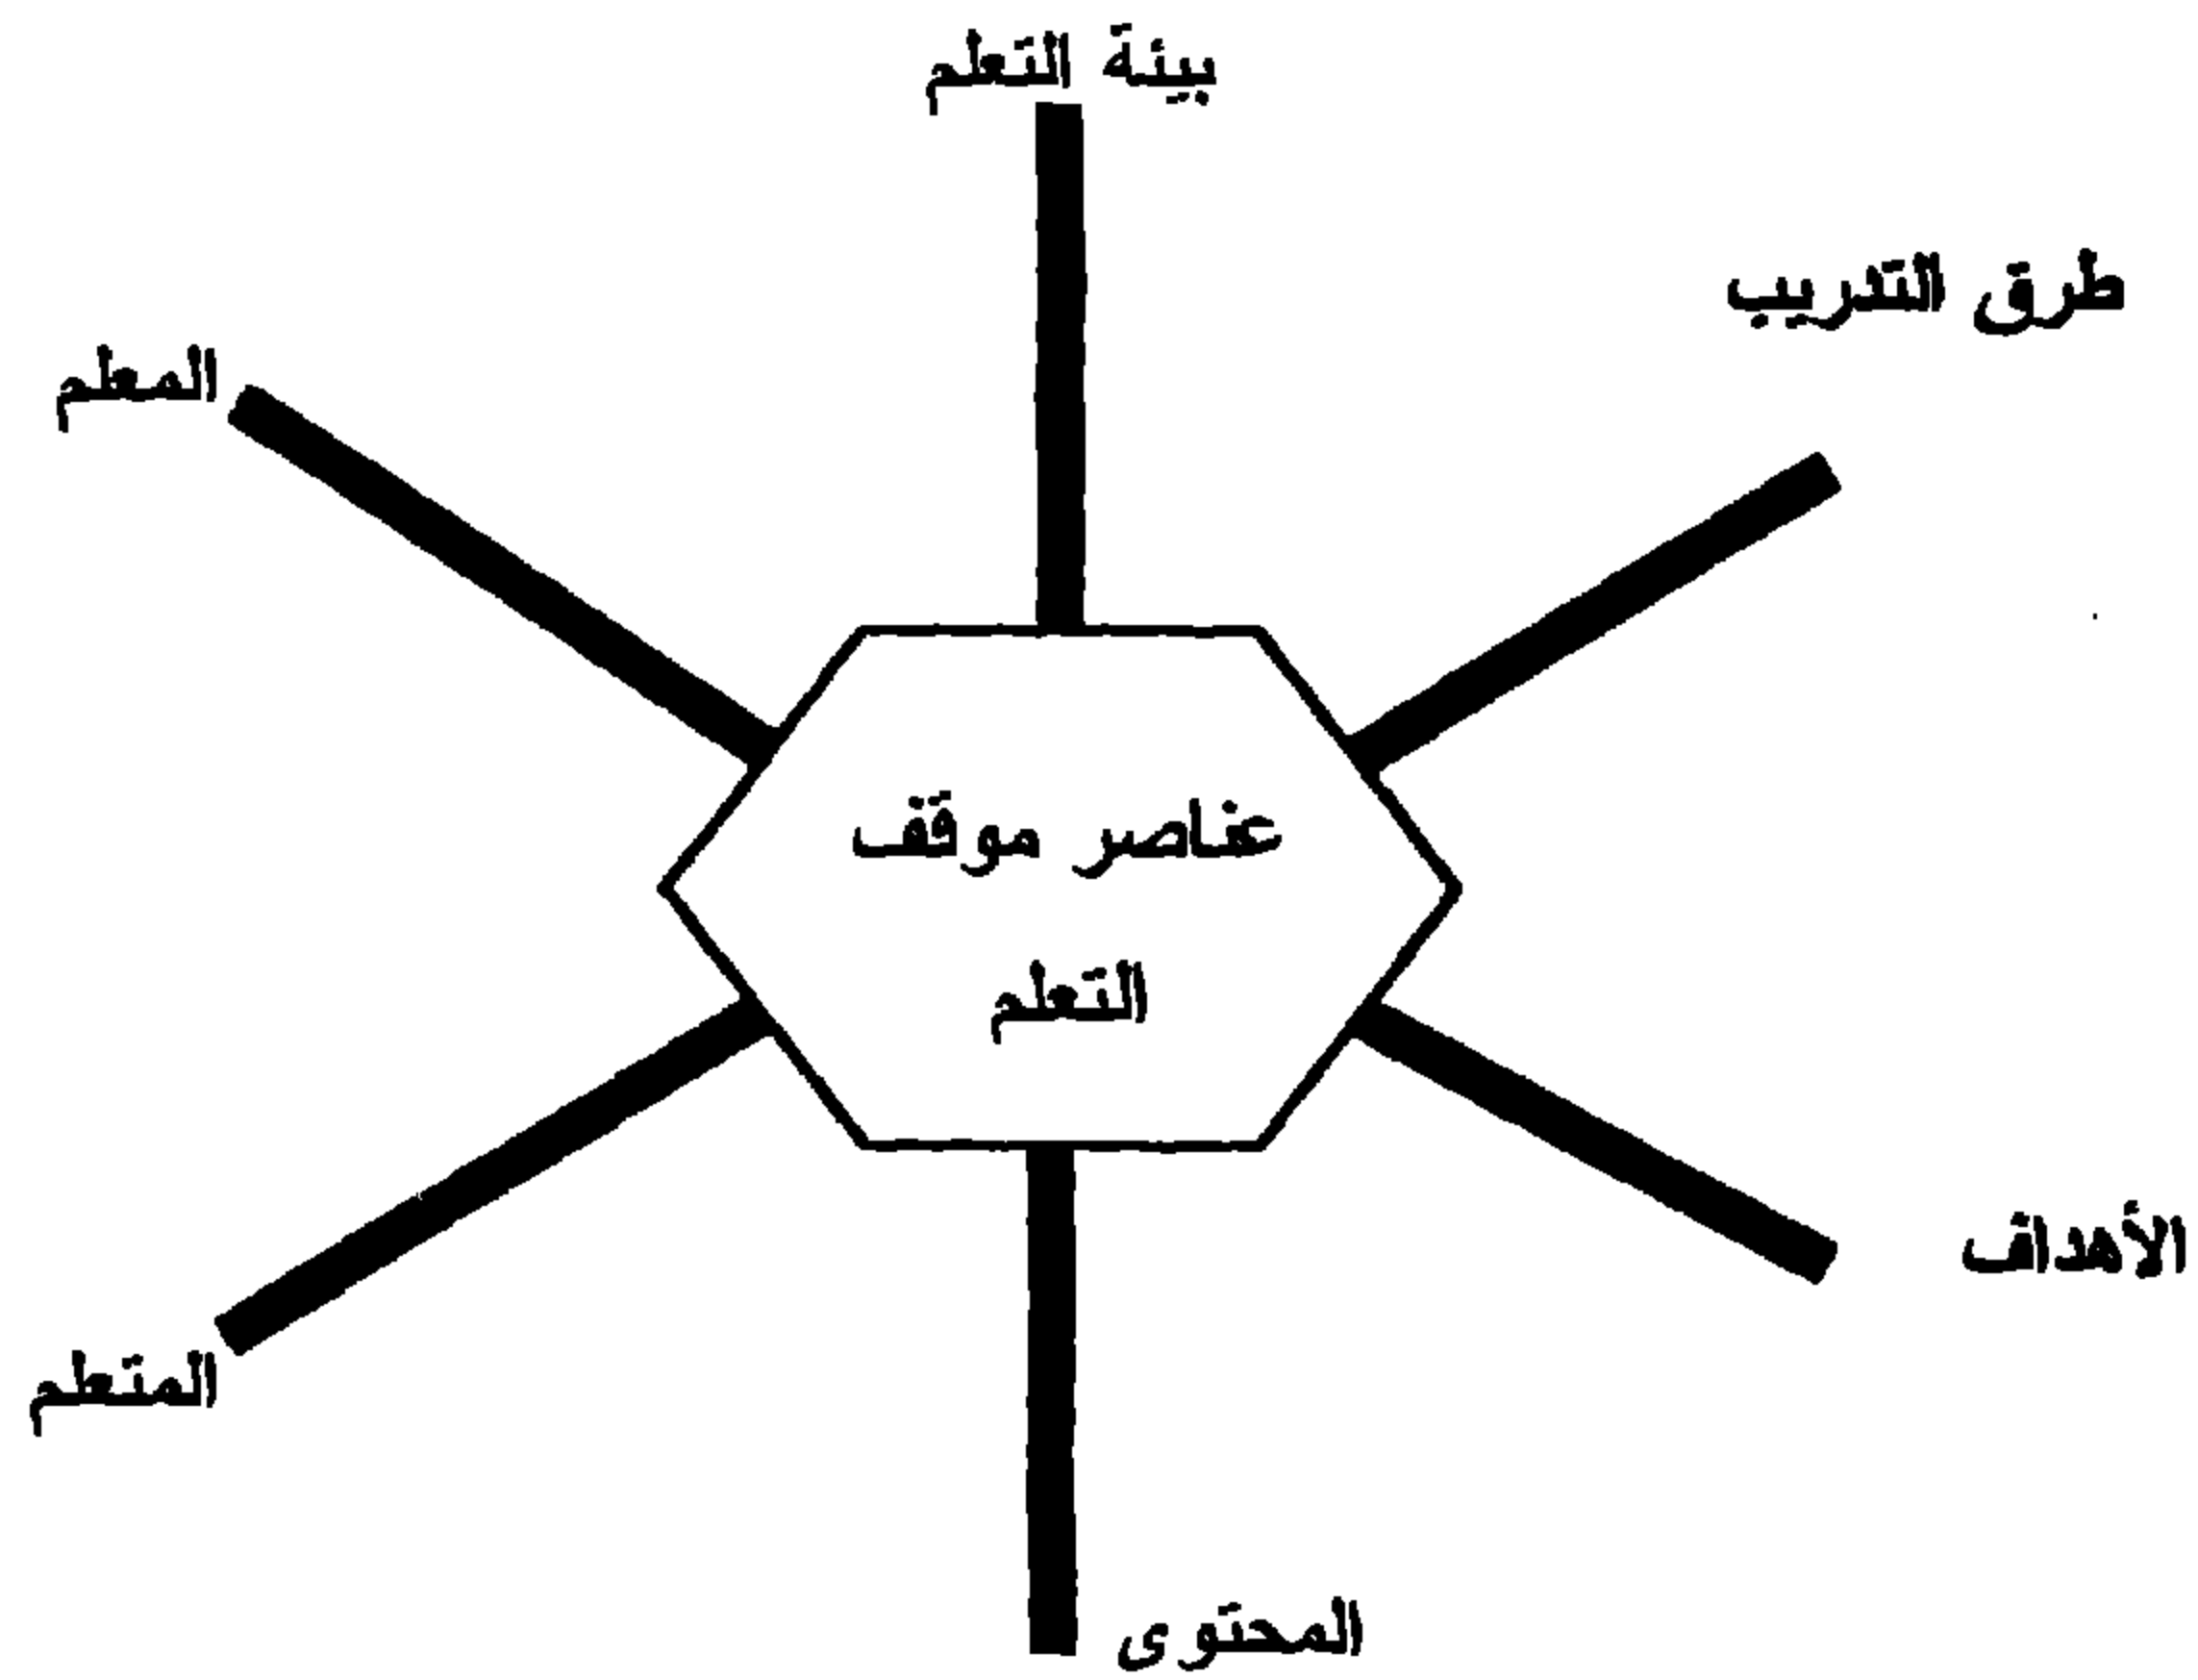 بيئة التعلم
طرق التدريب
المعلم
عناصر موقف
التعلم
الأهداف
المتعلم
المحتوى